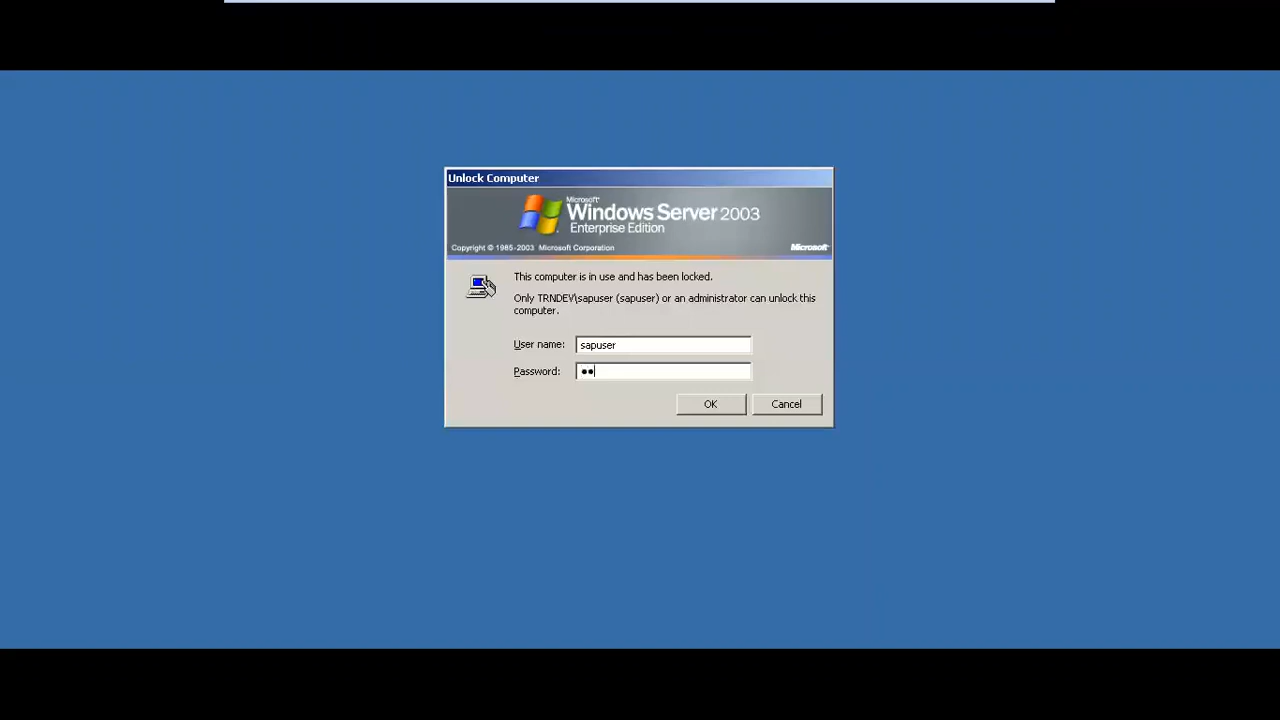 Unlock Computer
Microsoft®
Windows Server 2003
Enterprise Edition
Copyright © 1985-2003 Microsoft Corporation Microsoft
This computer is in use and has been locked.
Only TRNDEV\sapuser (sapuser) or an administrator can unlock this
computer.
User name: sapuser
Password: ●●
OK Cancel